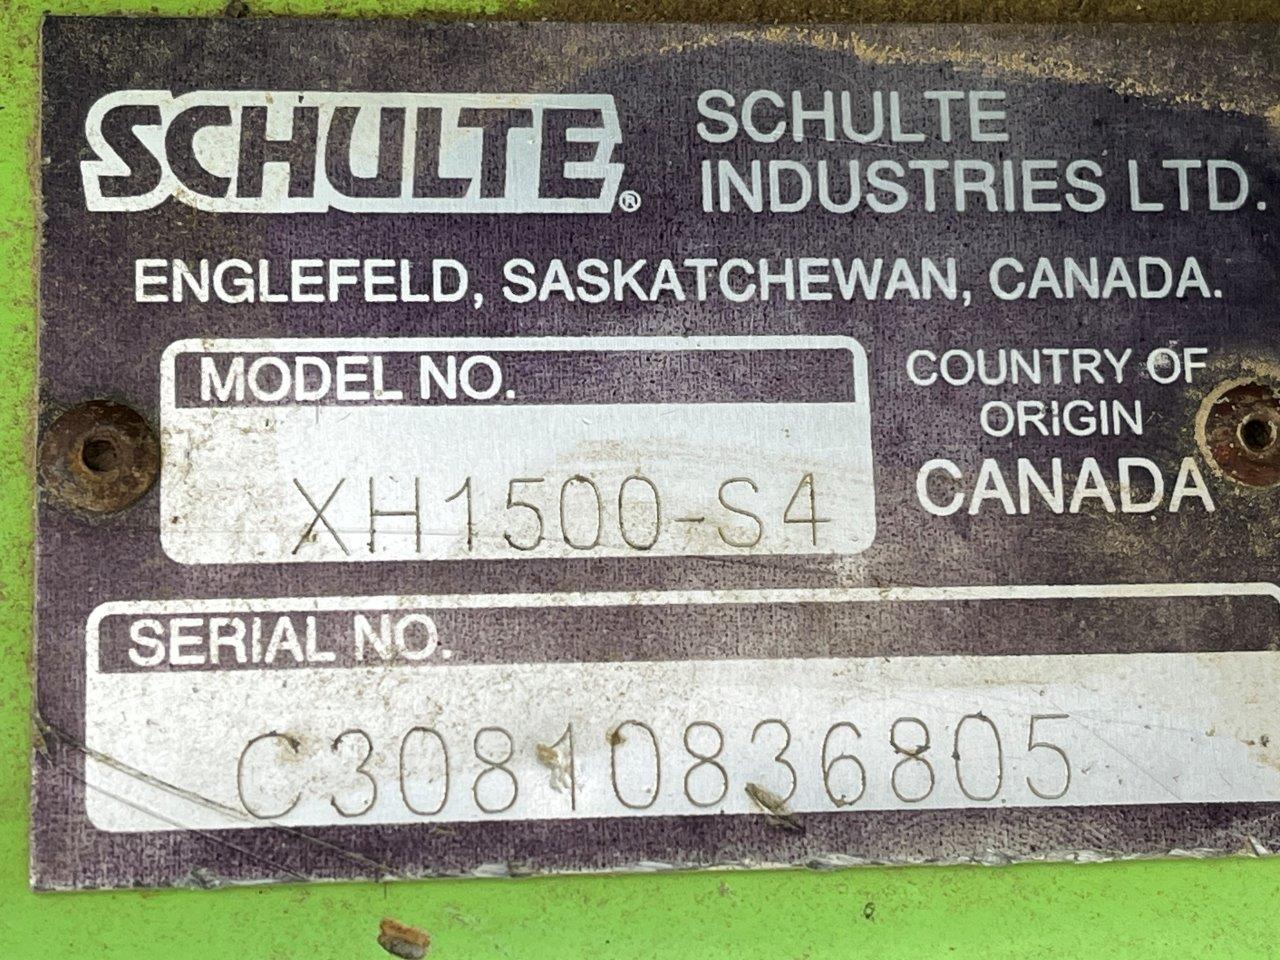 SCHULTE®
SCHULTE
INDUSTRIES LTD.
ENGLEFELD, SASKATCHEWAN, CANADA.
MODEL NO.
XH1500-S4
COUNTRY OF
ORIGIN
CANADA
SERIAL NO.
C30810836805